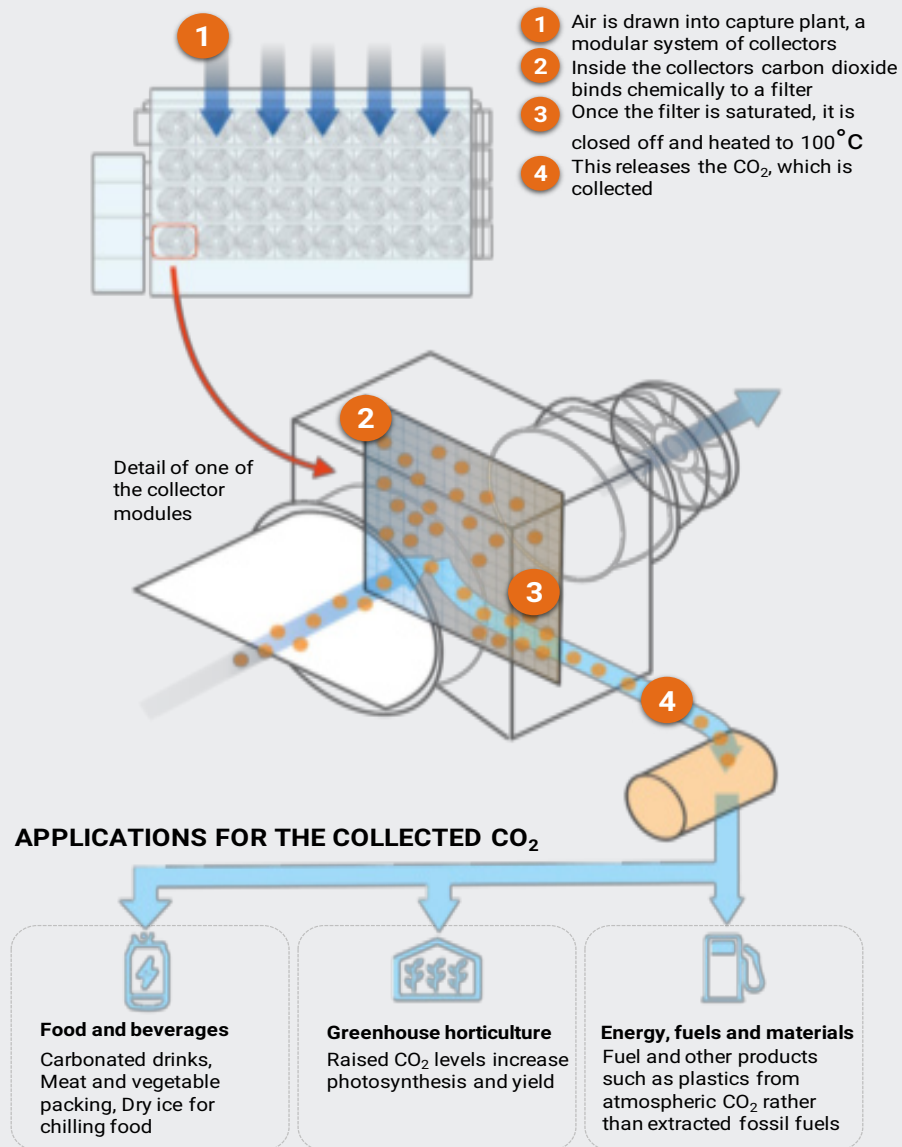 1
1 Air is drawn into capture plant, a
modular system of collectors
2 Inside the collectors carbon dioxide
binds chemically to a filter
3 Once the filter is saturated, it is
closed off and heated to 100°C
4 This releases the CO₂, which is
collected
2
Detail of one of
the collector
modules
3
4
APPLICATIONS FOR THE COLLECTED CO₂
Food and beverages
Carbonated drinks,
Meat and vegetable
packing, Dry ice for
chilling food
Greenhouse horticulture
Raised CO₂ levels increase
photosynthesis and yield
Energy, fuels and materials
Fuel and other products
such as plastics from
atmospheric CO₂ rather
than extracted fossil fuels